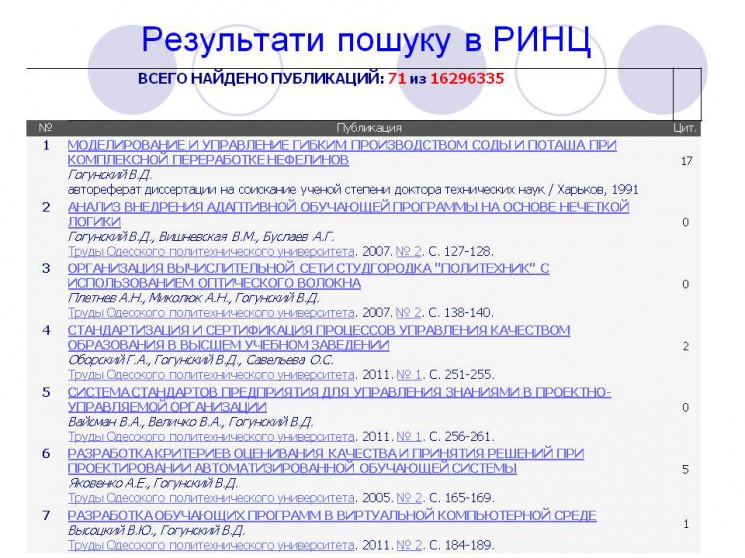 Результати пошуку в РИНЦ
ВСЕГО НАЙДЕНО ПУБЛИКАЦИЙ: 71 из 16296335
№ Публикация Цит.
1 МОДЕЛИРОВАНИЕ И УПРАВЛЕНИЕ ГИБКИМ ПРОИЗВОДСТВОМ СОДЫ И ПОТАША ПРИ
КОМПЛЕКСНОЙ ПЕРЕРАБОТКЕ НЕФЕЛИНОВ
Гогунский В.Д.
автореферат диссертации на соискание ученой степени доктора технических наук / Харьков, 1991
17
2 АНАЛИЗ ВНЕДРЕНИЯ АДАПТИВНОЙ ОБУЧАЮЩЕЙ ПРОГРАММЫ НА ОСНОВЕ НЕЧЕТКОЙ
ЛОГИКИ
Гогунский В.Д., Вишневская В.М., Буслаев А.Г.
Труды Одесского политехнического университета. 2007. № 2. С. 127-128.
0
3 ОРГАНИЗАЦИЯ ВЫЧИСЛИТЕЛЬНОЙ СЕТИ СТУДГОРОДКА "ПОЛИТЕХНИК" С
ИСПОЛЬЗОВАНИЕМ ОПТИЧЕСКОГО ВОЛОКНА
Плетнев А.Н., Миколюк А.Н., Гогунский В.Д.
Труды Одесского политехнического университета. 2007. № 2. С. 138-140.
0
4 СТАНДАРТИЗАЦИЯ И СЕРТИФИКАЦИЯ ПРОЦЕССОВ УПРАВЛЕНИЯ КАЧЕСТВОМ
ОБРАЗОВАНИЯ В ВЫСШЕМ УЧЕБНОМ ЗАВЕДЕНИИ
Оборский Г.А., Гогунский В.Д., Савельева О.С.
Труды Одесского политехнического университета. 2011. № 1. С. 251-255.
2
5 СИСТЕМА СТАНДАРТОВ ПРЕДПРИЯТИЯ ДЛЯ УПРАВЛЕНИЯ ЗНАНИЯМИ В ПРОЕКТНО-
УПРАВЛЯЕМОЙ ОРГАНИЗАЦИИ
Вайсман В.А., Величко В.А., Гогунский В.Д.
Труды Одесского политехнического университета. 2011. № 1. С. 256-261.
0
6 РАЗРАБОТКА КРИТЕРИЕВ ОЦЕНИВАНИЯ КАЧЕСТВА И ПРИНЯТИЯ РЕШЕНИЙ ПРИ
ПРОЕКТИРОВАНИИ АВТОМАТИЗИРОВАННОЙ ОБУЧАЮЩЕЙ СИСТЕМЫ
Яковенко А.Е., Гогунский В.Д.
Труды Одесского политехнического университета. 2005. № 2. С. 165-169.
5
7 РАЗРАБОТКА ОБУЧАЮЩИХ ПРОГРАММ В ВИРТУАЛЬНОЙ КОМПЬЮТЕРНОЙ СРЕДЕ
Высоцкий В.Ю., Гогунский В.Д.
Труды Одесского политехнического университета. 2011. № 2. С. 184-189.
1